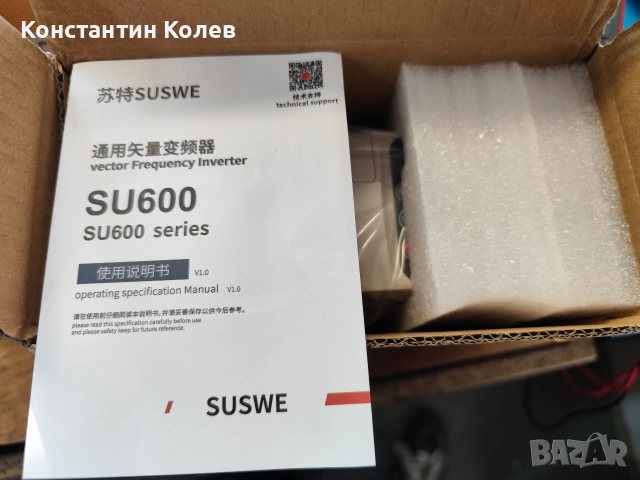 Константин Колев
苏特SUSWE
技术支持
technical support
通用矢量变频器
vector Frequency Inverter
SU600
SU600 series
使用说明书 V1.0
operating specification Manual V1.0
请在使用前仔细阅读本说明书,并请妥善保存以供今后参考。
please read this specification carefully before use
and please safety keep for future reference.
SUSWE
BAZAR